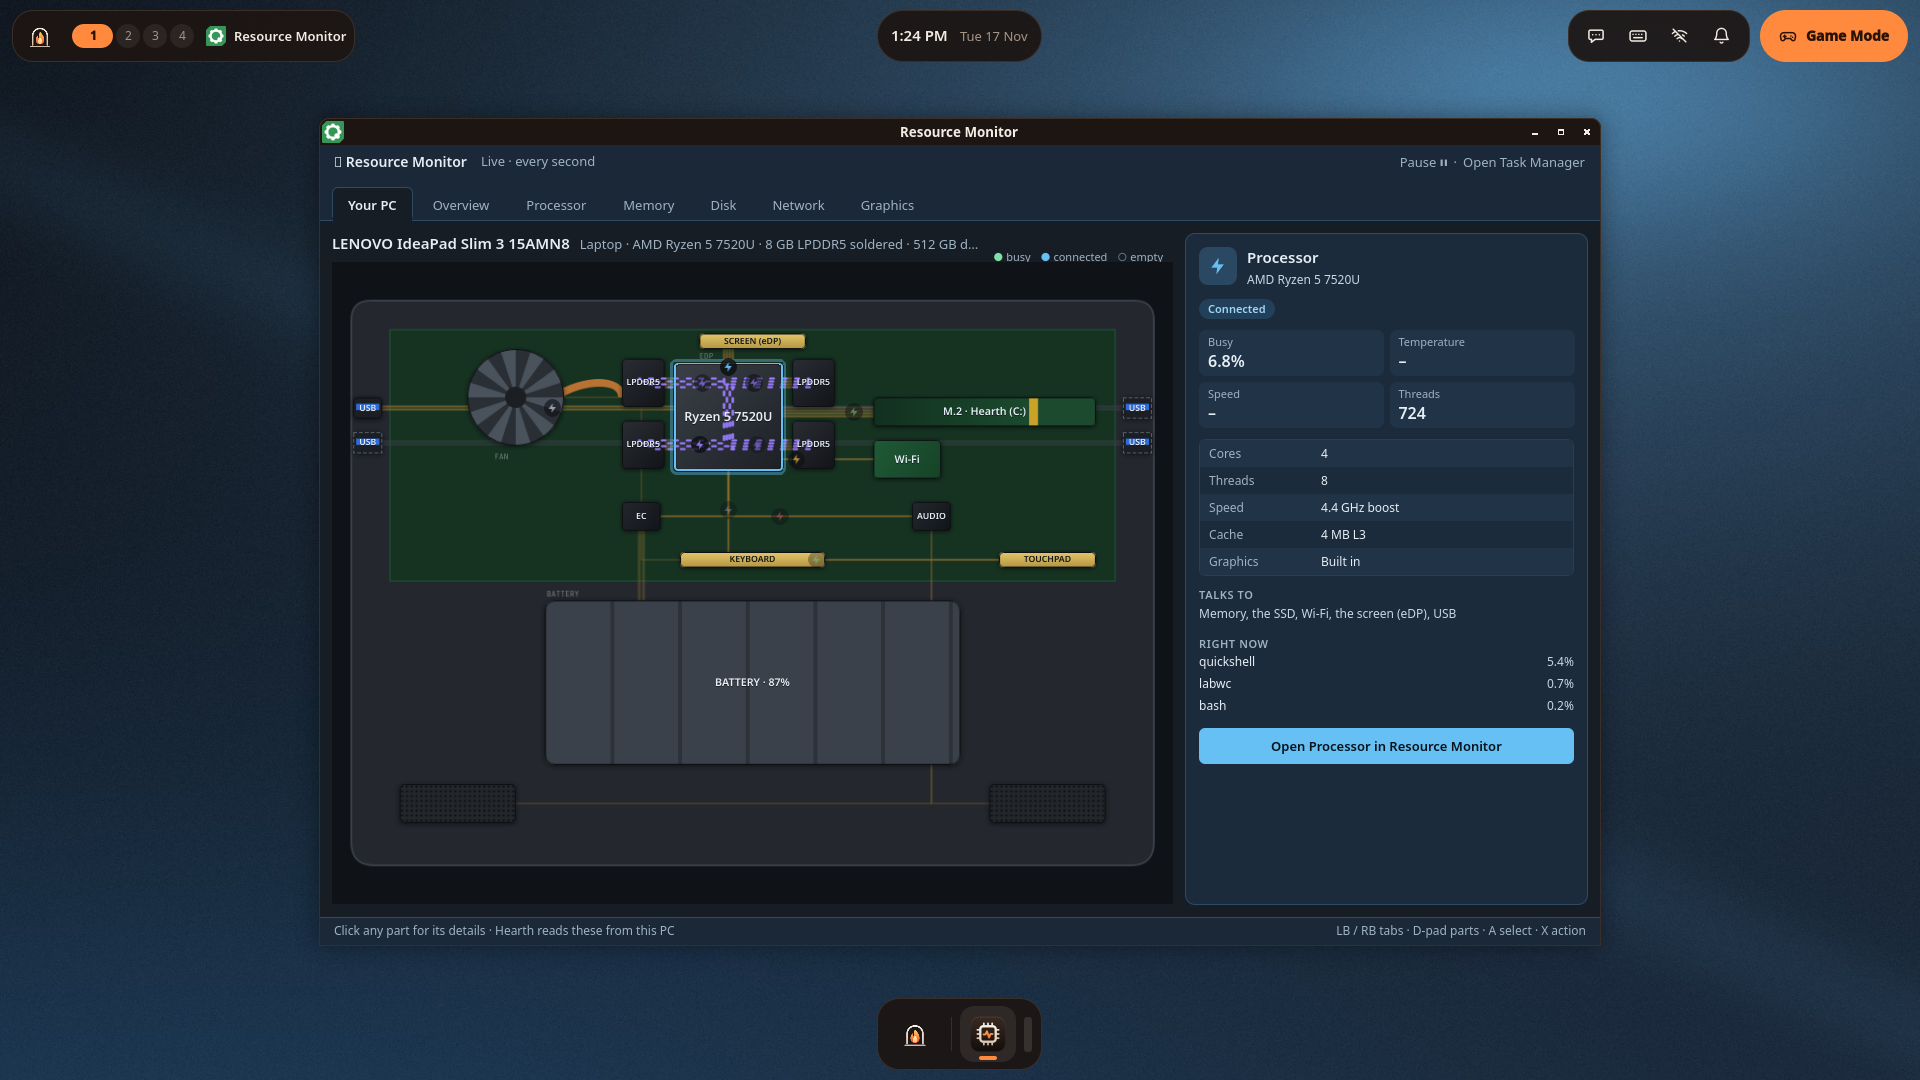 1 2 3 4 Resource Monitor
1:24 PM Tue 17 Nov
Game Mode
Resource Monitor
Resource Monitor Live · every second
Pause · Open Task Manager
Your PC Overview Processor Memory Disk Network Graphics
LENOVO IdeaPad Slim 3 15AMN8 Laptop · AMD Ryzen 5 7520U · 8 GB LPDDR5 soldered · 512 GB d…
busy connected empty
SCREEN (eDP)
EDP
LPDDR5
LPDDR5
USB
Ryzen 5 7520U
M.2 · Hearth (C:)
USB
USB
LPDDR5
LPDDR5
USB
FAN
Wi-Fi
EC
AUDIO
KEYBOARD
TOUCHPAD
BATTERY
BATTERY · 87%
Processor
AMD Ryzen 5 7520U
Connected
Busy
6.8%
Temperature
–
Speed
–
Threads
724
Cores 4
Threads 8
Speed 4.4 GHz boost
Cache 4 MB L3
Graphics Built in
TALKS TO
Memory, the SSD, Wi-Fi, the screen (eDP), USB
RIGHT NOW
quickshell 5.4%
labwc 0.7%
bash 0.2%
Open Processor in Resource Monitor
Click any part for its details · Hearth reads these from this PC
LB / RB tabs · D-pad parts · A select · X action